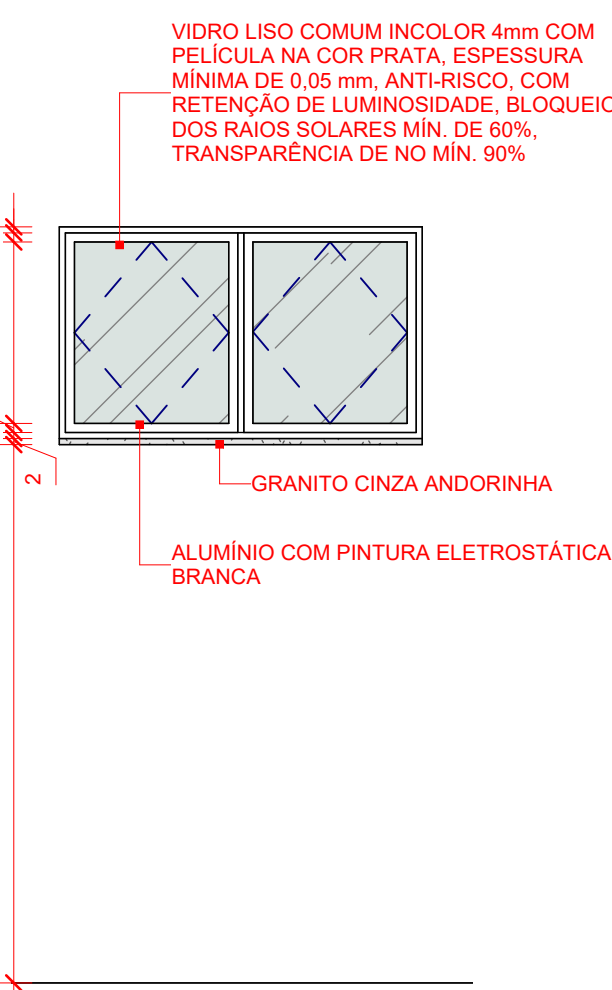 VIDRO LISO COMUM INCOLOR 4mm COM
PELÍCULA NA COR PRATA, ESPESSURA
MÍNIMA DE 0,05 mm, ANTI-RISCO, COM
RETENÇÃO DE LUMINOSIDADE, BLOQUEIO
DOS RAIOS SOLARES MÍN. DE 60%,
TRANSPARÊNCIA DE NO MÍN. 90%
2
GRANITO CINZA ANDORINHA
ALUMÍNIO COM PINTURA ELETROSTÁTICA
BRANCA